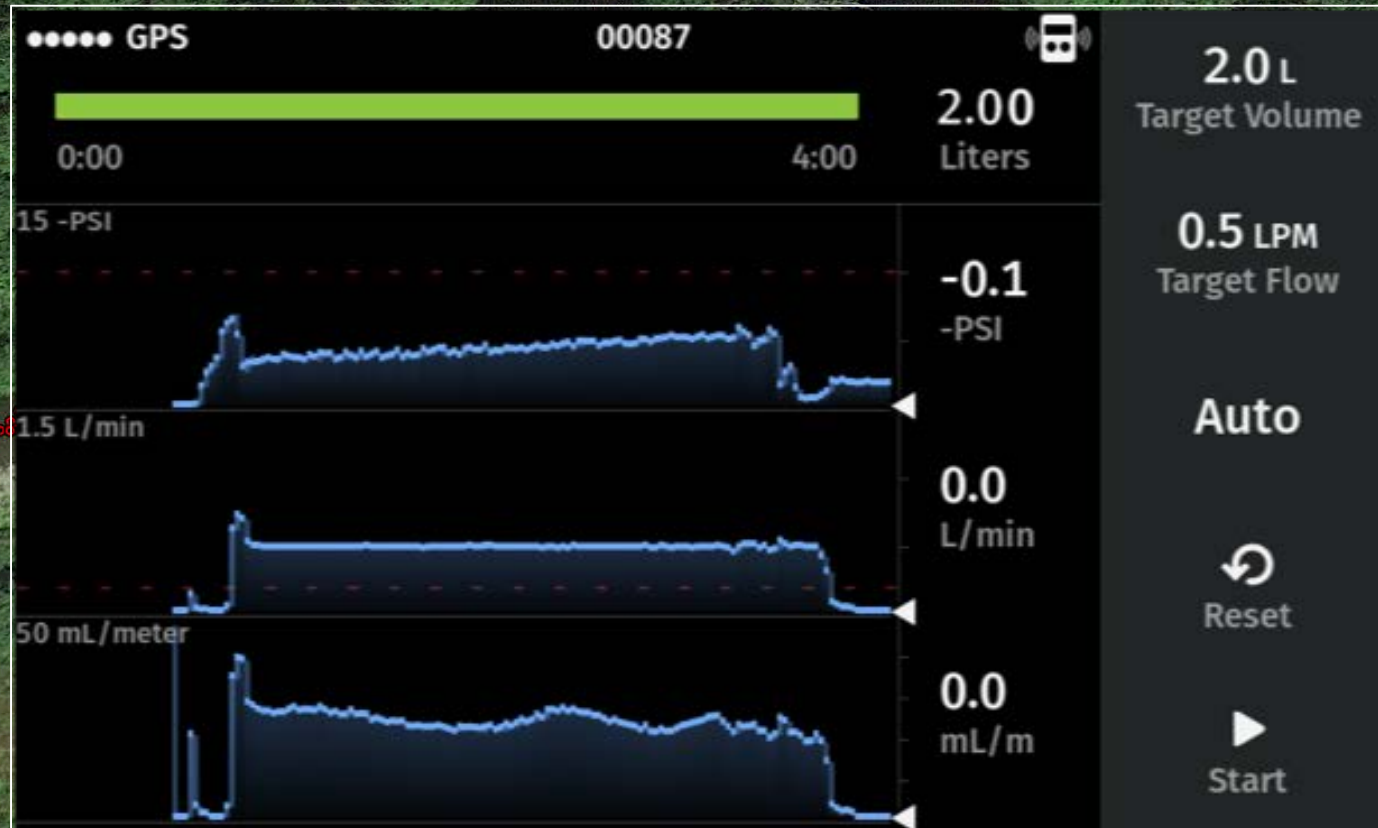 GPS
00087
2.00
Liters
0:00
4:00
15 -PSI
-0.1
-PSI
1.5 L/min
0.0
L/min
50 mL/meter
0.0
mL/m
2.0 L
Target Volume
0.5 LPM
Target Flow
Auto
Reset
Start